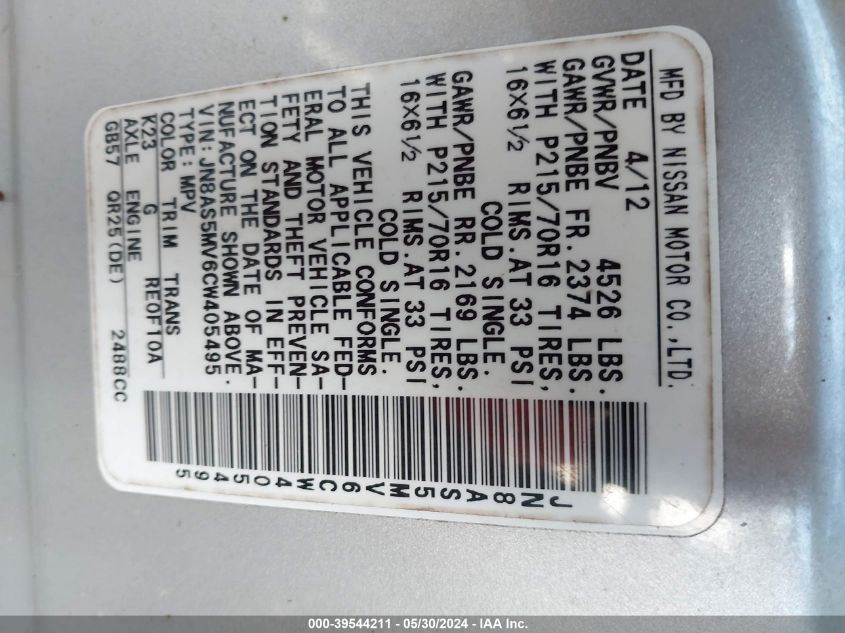 MFD BY NISSAN MOTOR CO.,LTD.
DATE 4/12
GVWR/PNBV 4526 LBS.
GAWR/PNBE FR. 2374 LBS.
WITH P215/70R16 TIRES,
16X6½ RIMS.AT 33 PSI
COLD SINGLE.
GAWR/PNBE RR. 2169 LBS.
WITH P215/70R16 TIRES,
16X6½ RIMS.AT 33 PSI
COLD SINGLE.
THIS VEHICLE CONFORMS
TO ALL APPLICABLE FED-
ERAL MOTOR VEHICLE SA-
FETY AND THEFT PREVEN-
TION STANDARDS IN EFF-
ECT ON THE DATE OF MA-
NUFACTURE SHOWN ABOVE.
VIN: JN8AS5MV6CW405495
TYPE: MPV
COLOR TRIM TRANS
K23 G RE0F10A
AXLE ENGINE
GB57 QR25(DE) 2488CC
JN8AS5MV6CW405495
000-39544211 - 05/30/2024 - IAA Inc.